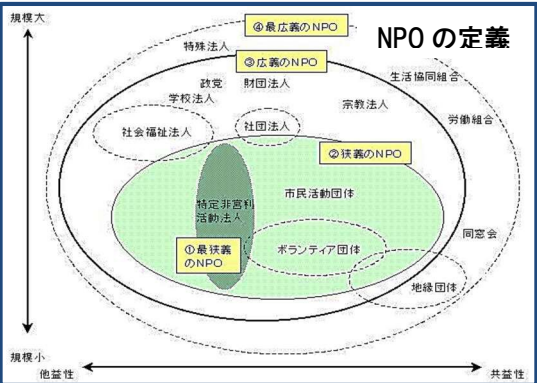 規模大
④最広義のNPO
NPOの定義
特殊法人
③広義のNPO
政党
財団法人
生活協同組合
学校法人
宗教法人
労働組合
社会福祉法人
社団法人
②狭義のNPO
市民活動団体
特定非営利
活動法人
同窓会
①最狭義
のNPO
ボランティア団体
地縁団体
規模小
他益性
共益性